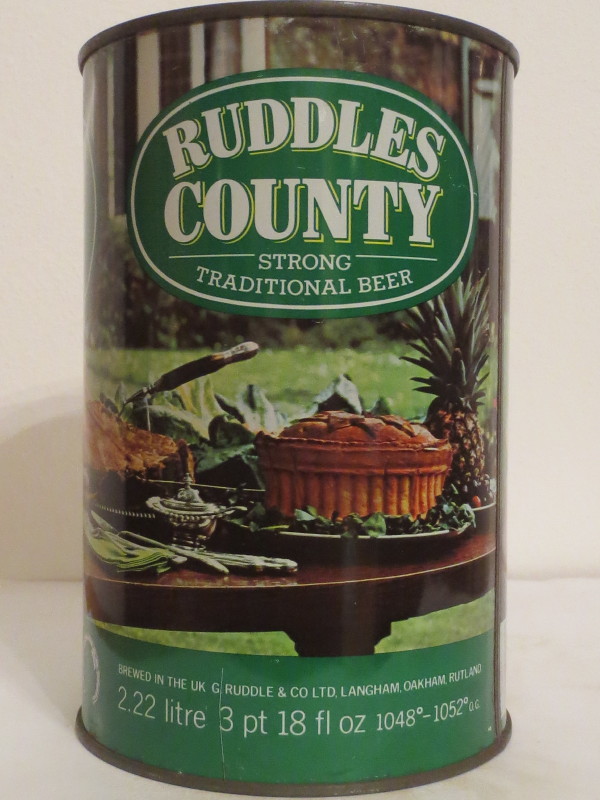 RUDDLES
COUNTY
STRONG
TRADITIONAL BEER
BREWED IN THE UK G RUDDLE & CO LTD, LANGHAM, OAKHAM, RUTLAND
2.22 litre 3 pt 18 fl oz 1048°–1052° O.G.